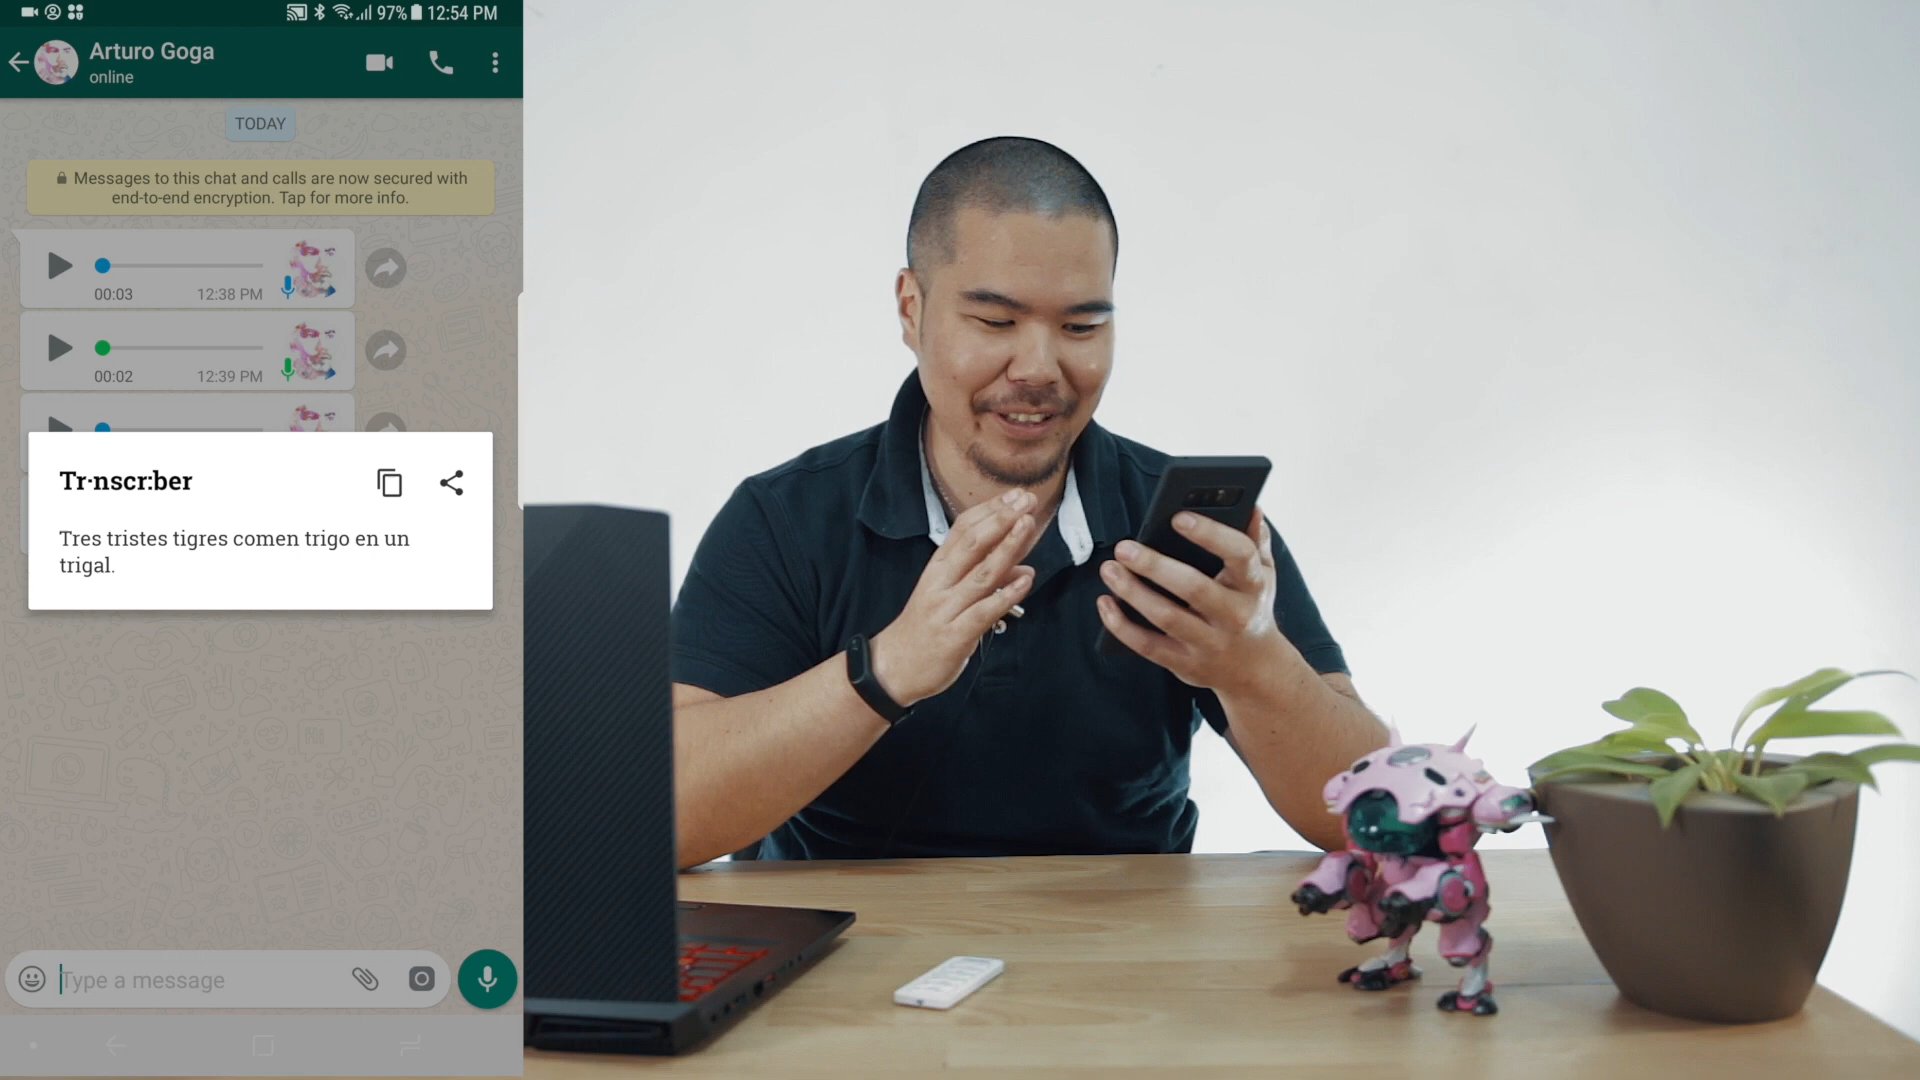 97% 12:54 PM
Arturo Goga
online
TODAY
Messages to this chat and calls are now secured with
end-to-end encryption. Tap for more info.
00:03 12:38 PM
00:02 12:39 PM
Tr·nscr:ber
Tres tristes tigres comen trigo en un
trigal.
Type a message